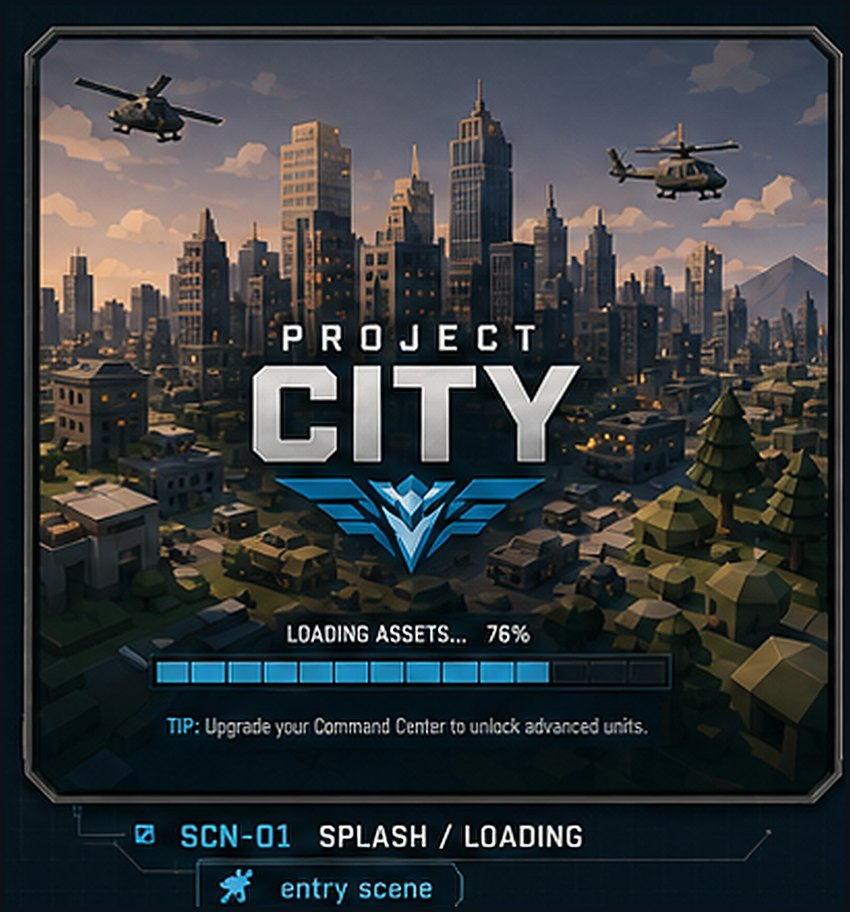 PROJECT
CITY
LOADING ASSETS... 76%
TIP: Upgrade your Command Center to unlock advanced units.
SCN-01 SPLASH / LOADING
entry scene